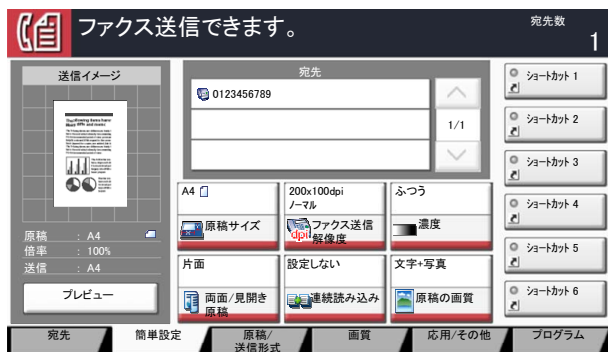 ファクス送信できます。
宛先数
1
送信イメージ
原稿 : A4
倍率 : 100%
送信 : A4
プレビュー
宛先
0123456789
1/1
A4
原稿サイズ
200x100dpi
ノーマル
ファクス送信
解像度
dpi
ふつう
濃度
片面
両面/見開き
原稿
設定しない
連続読み込み
文字+写真
原稿の画質
ショートカット 1
ショートカット 2
ショートカット 3
ショートカット 4
ショートカット 5
ショートカット 6
宛先
簡単設定
原稿/
送信形式
画質
応用/その他
プログラム